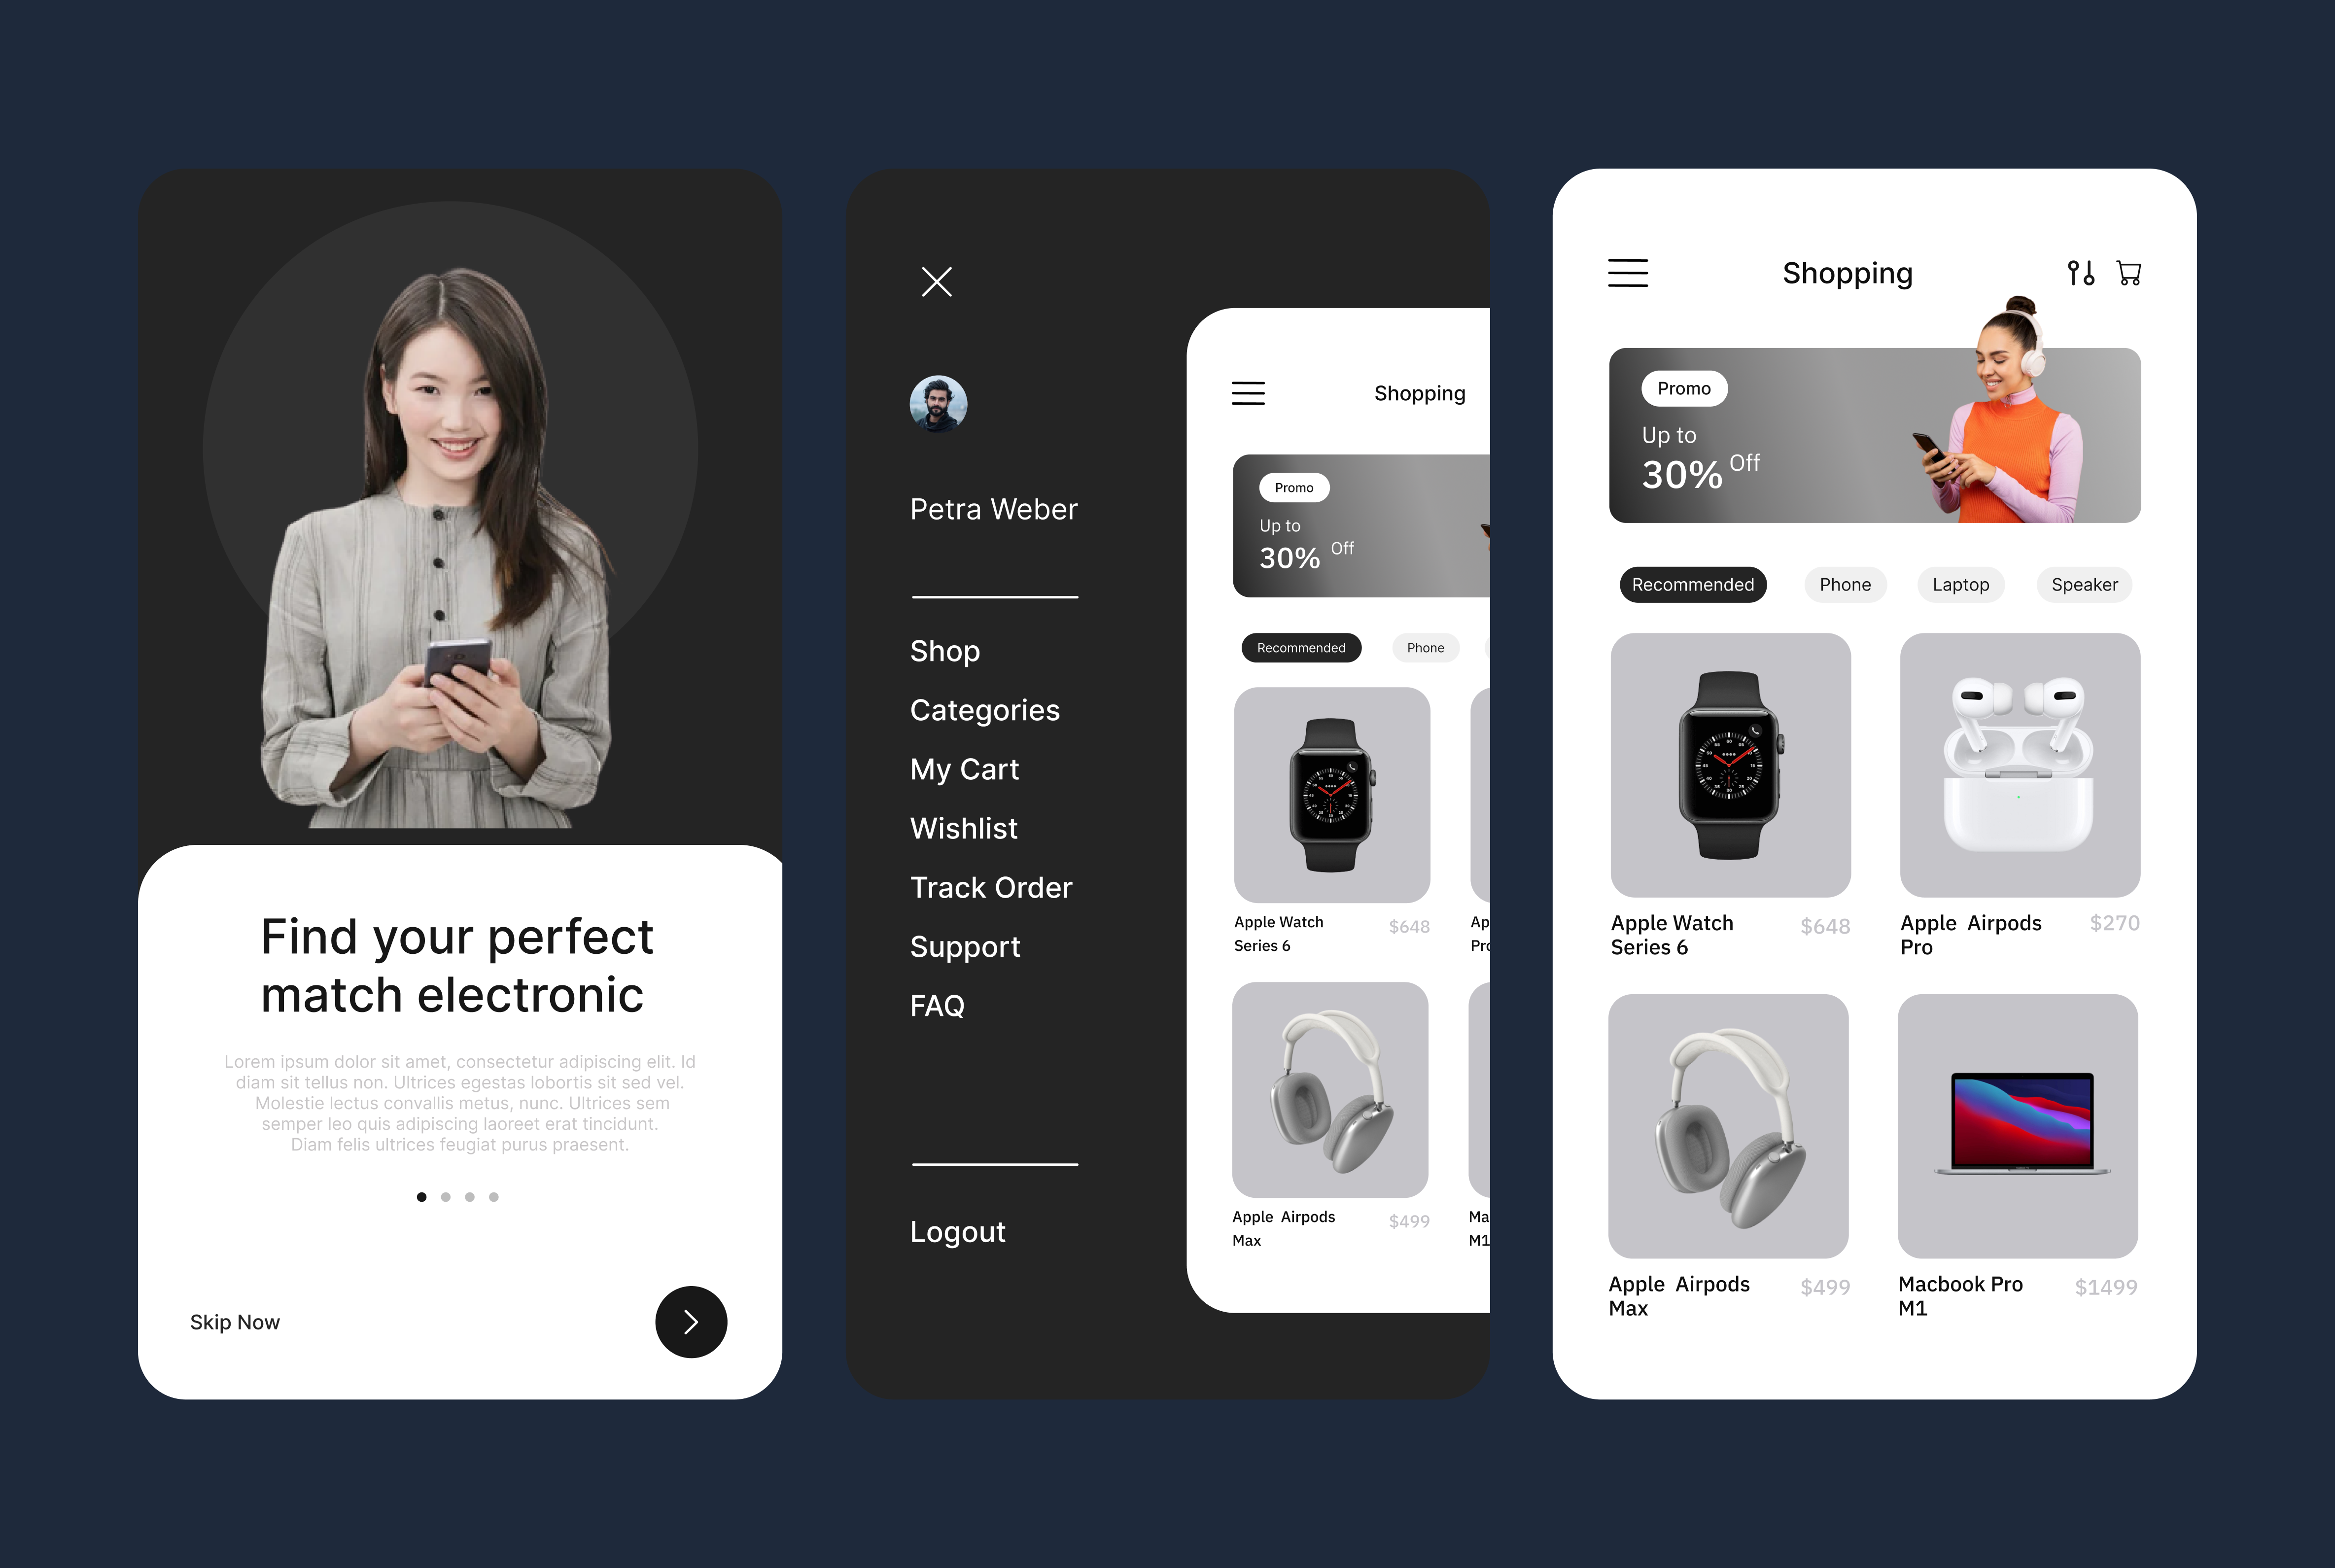 Find your perfect
match electronic
Lorem ipsum dolor sit amet, consectetur adipiscing elit. Id
diam sit tellus non. Ultrices egestas lobortis sit sed vel.
Molestie lectus convallis metus, nunc. Ultrices sem
semper leo quis adipiscing laoreet erat tincidunt.
Diam felis ultrices feugiat purus praesent.
Skip Now
Petra Weber
Shop
Categories
My Cart
Wishlist
Track Order
Support
FAQ
Logout
Shopping
Promo
Up to
30% Off
Recommended
Phone
Apple Watch
Series 6
$648
Ap
Pro
Apple Airpods
Max
$499
Ma
M1
Shopping
Promo
Up to
30% Off
Recommended
Phone
Laptop
Speaker
Apple Watch
Series 6
$648
Apple Airpods
Pro
$270
Apple Airpods
Max
$499
Macbook Pro
M1
$1499